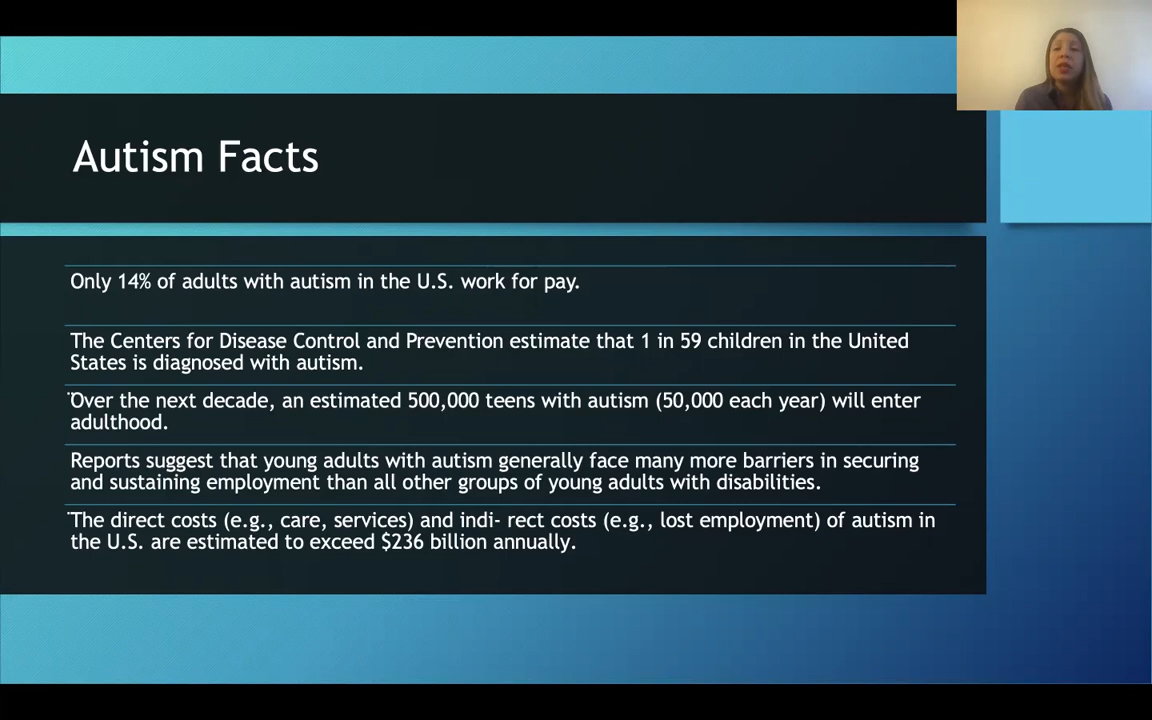 Autism Facts
Only 14% of adults with autism in the U.S. work for pay.
The Centers for Disease Control and Prevention estimate that 1 in 59 children in the United
States is diagnosed with autism.
Over the next decade, an estimated 500,000 teens with autism (50,000 each year) will enter
adulthood.
Reports suggest that young adults with autism generally face many more barriers in securing
and sustaining employment than all other groups of young adults with disabilities.
The direct costs (e.g., care, services) and indi- rect costs (e.g., lost employment) of autism in
the U.S. are estimated to exceed $236 billion annually.